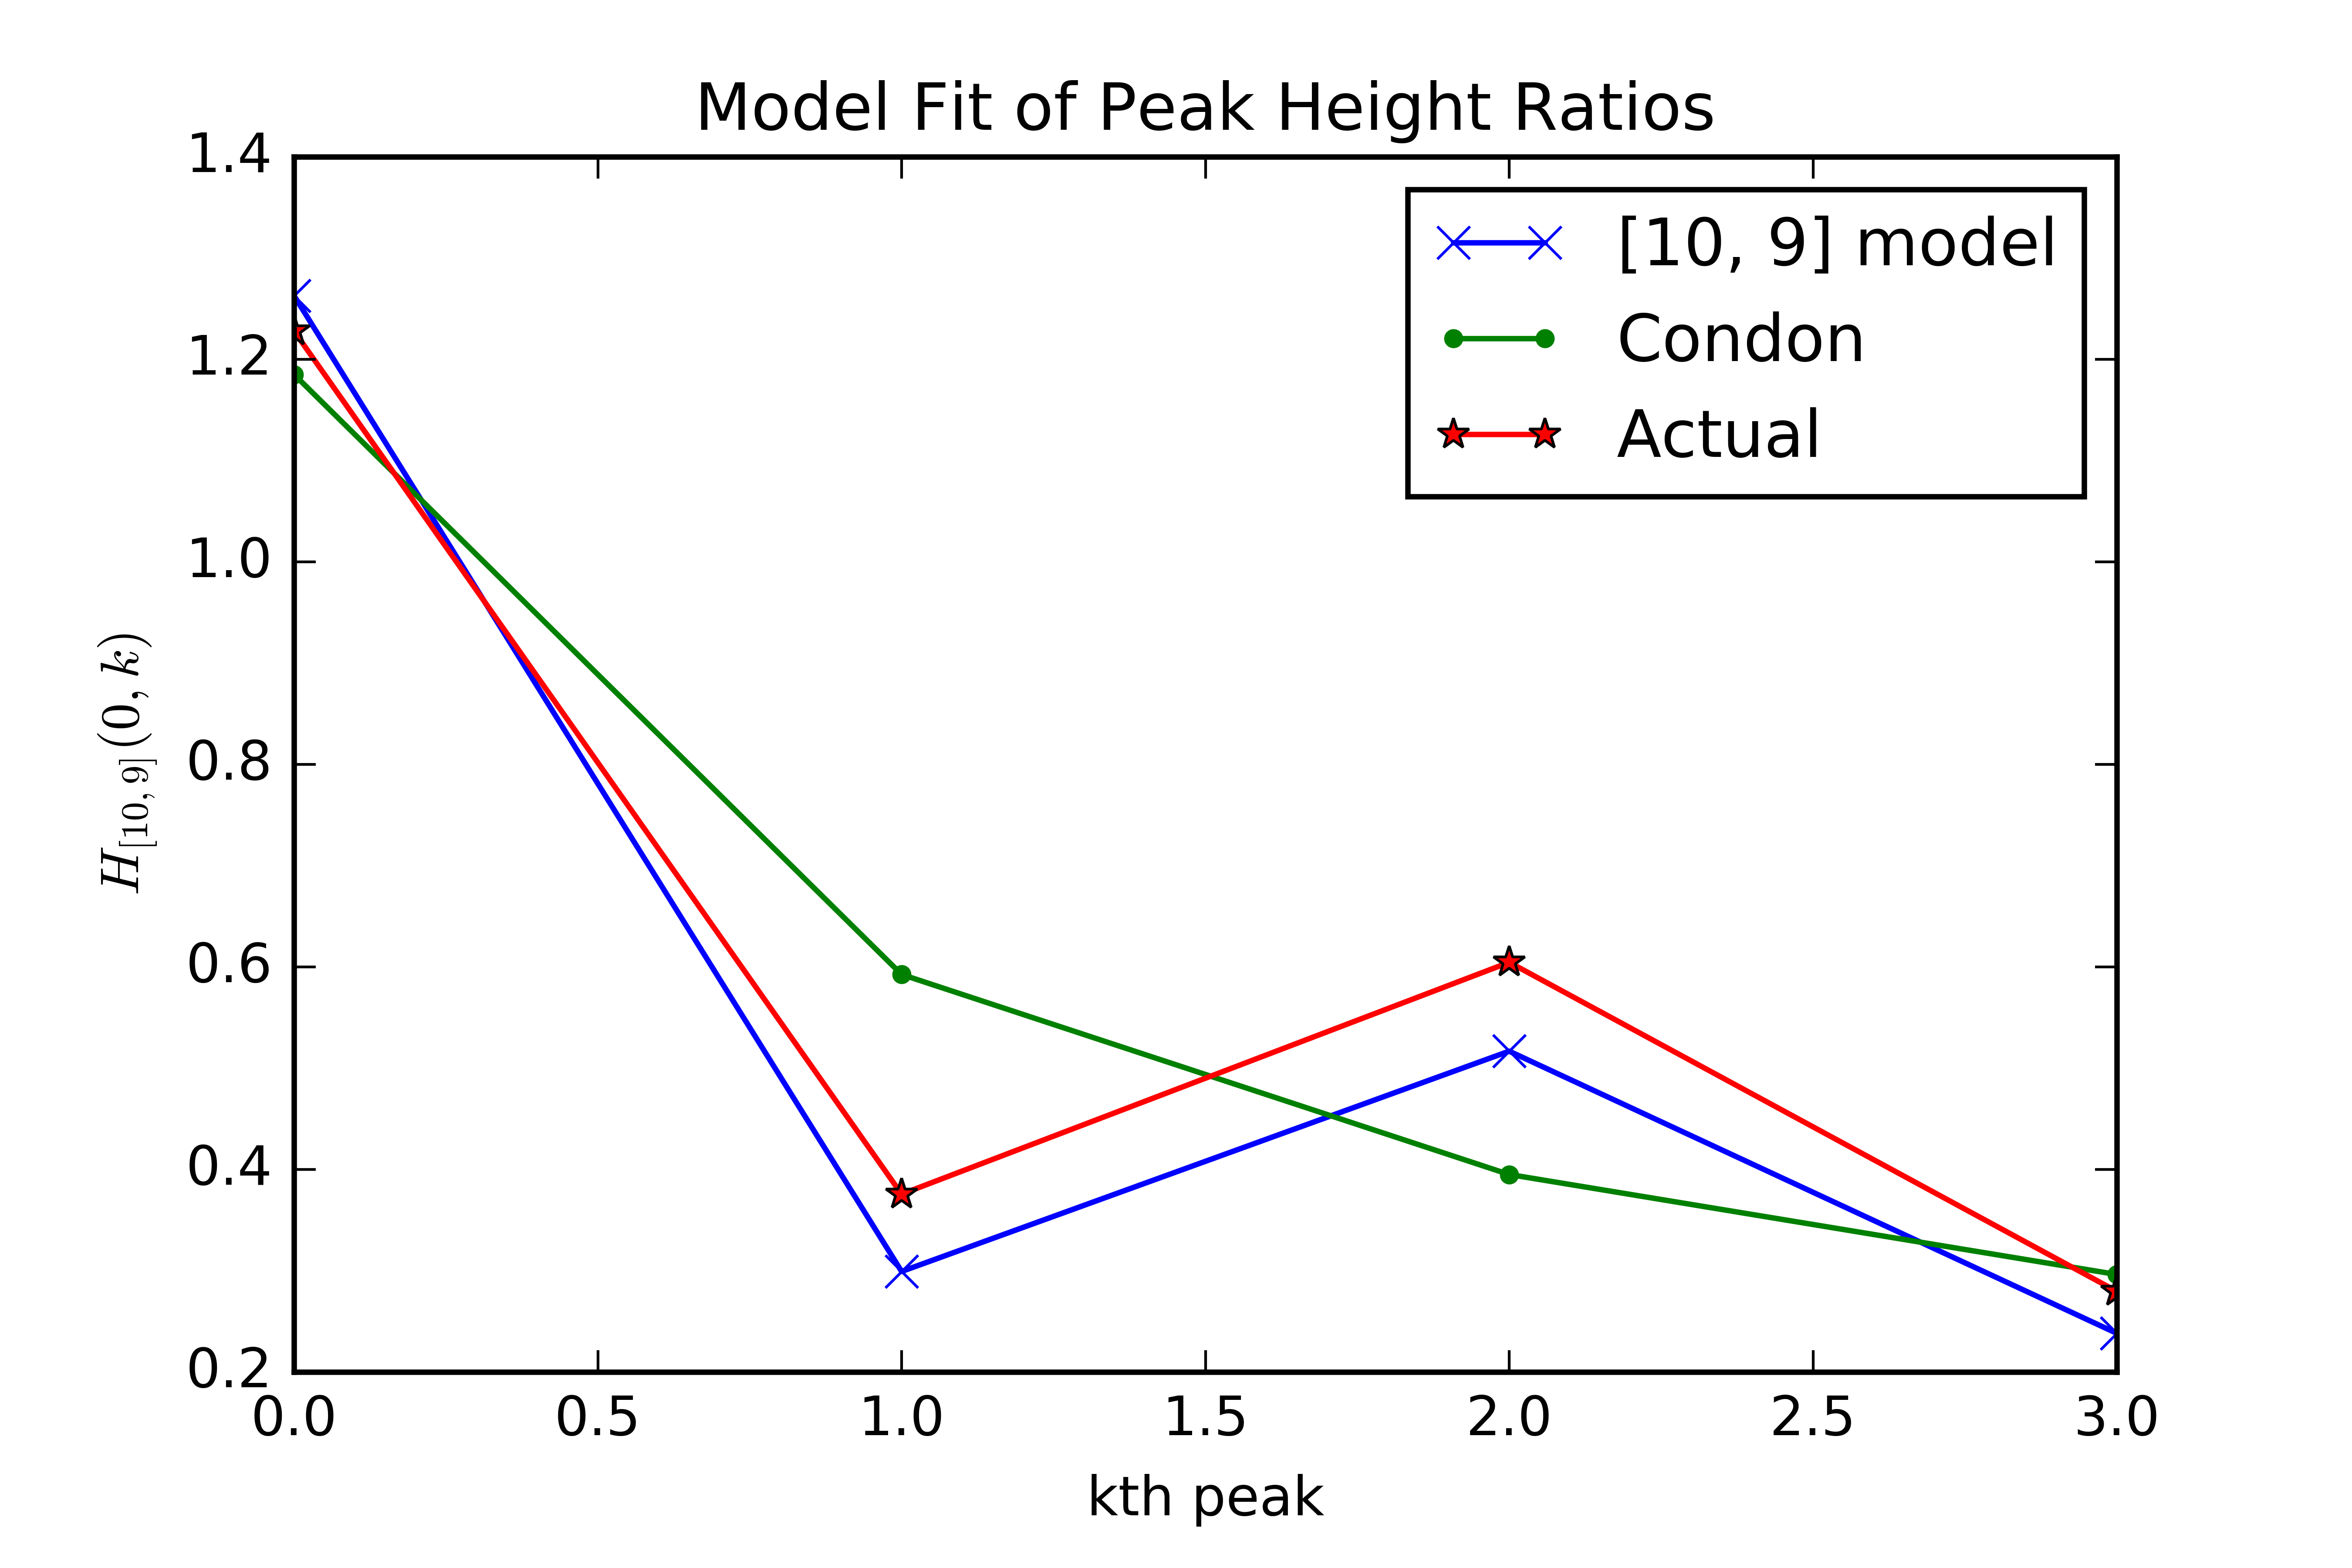 Model Fit of Peak Height Ratios
1.4
1.2
1.0
0.8
0.6
0.4
0.2
H[10,9](0,k)
[10, 9] model
Condon
Actual
0.0 0.5 1.0 1.5 2.0 2.5 3.0
kth peak